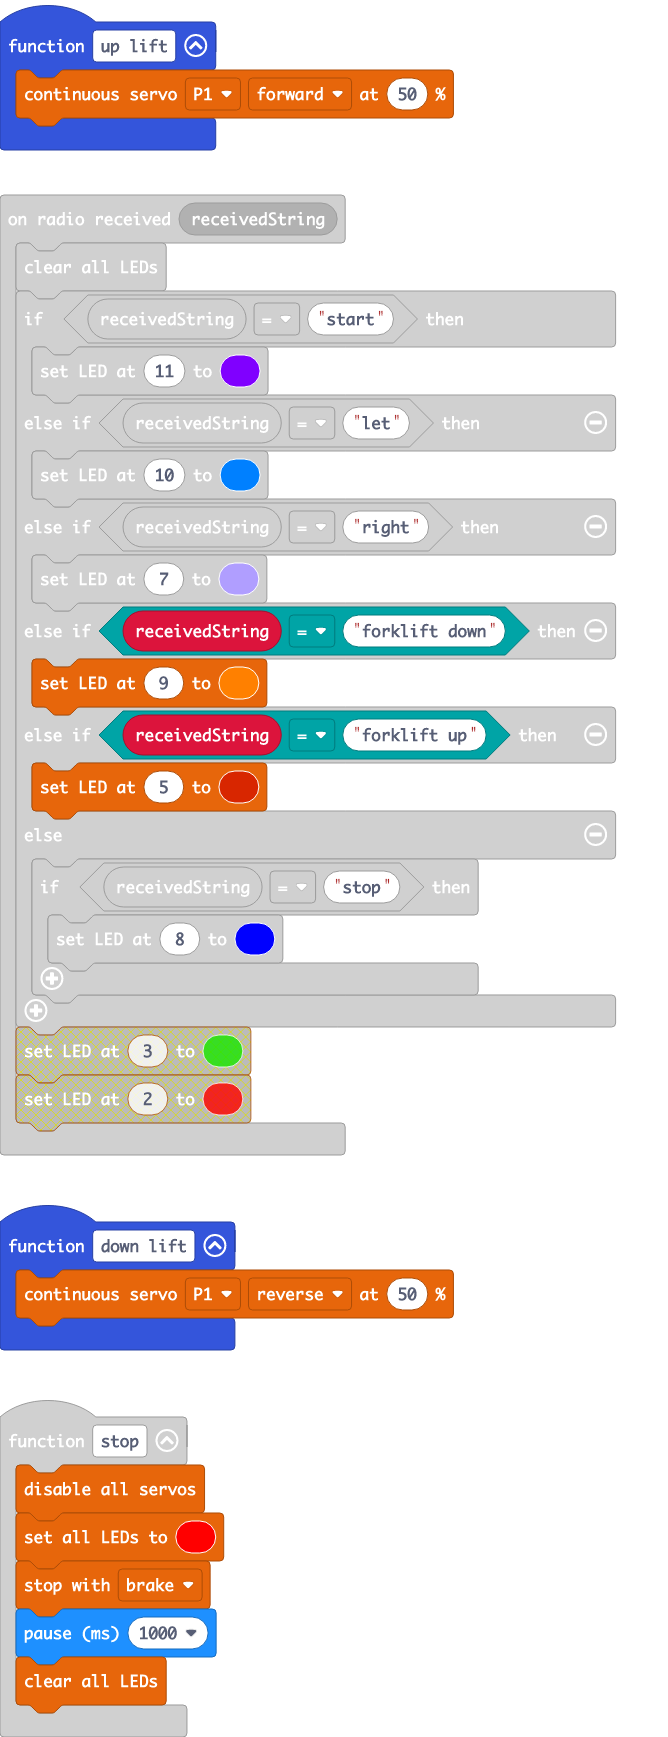 function up lift
continuous servo P1 forward at 50 %
on radio received receivedString
clear all LEDs
if receivedString = "start" then
set LED at 11 to
else if receivedString = "let" then
set LED at 10 to
else if receivedString = "right" then
set LED at 7 to
else if receivedString = "forklift down" then
set LED at 9 to
else if receivedString = "forklift up" then
set LED at 5 to
else
if receivedString = "stop" then
set LED at 8 to
set LED at 3 to
set LED at 2 to
function down lift
continuous servo P1 reverse at 50 %
function stop
disable all servos
set all LEDs to
stop with brake
pause (ms) 1000
clear all LEDs